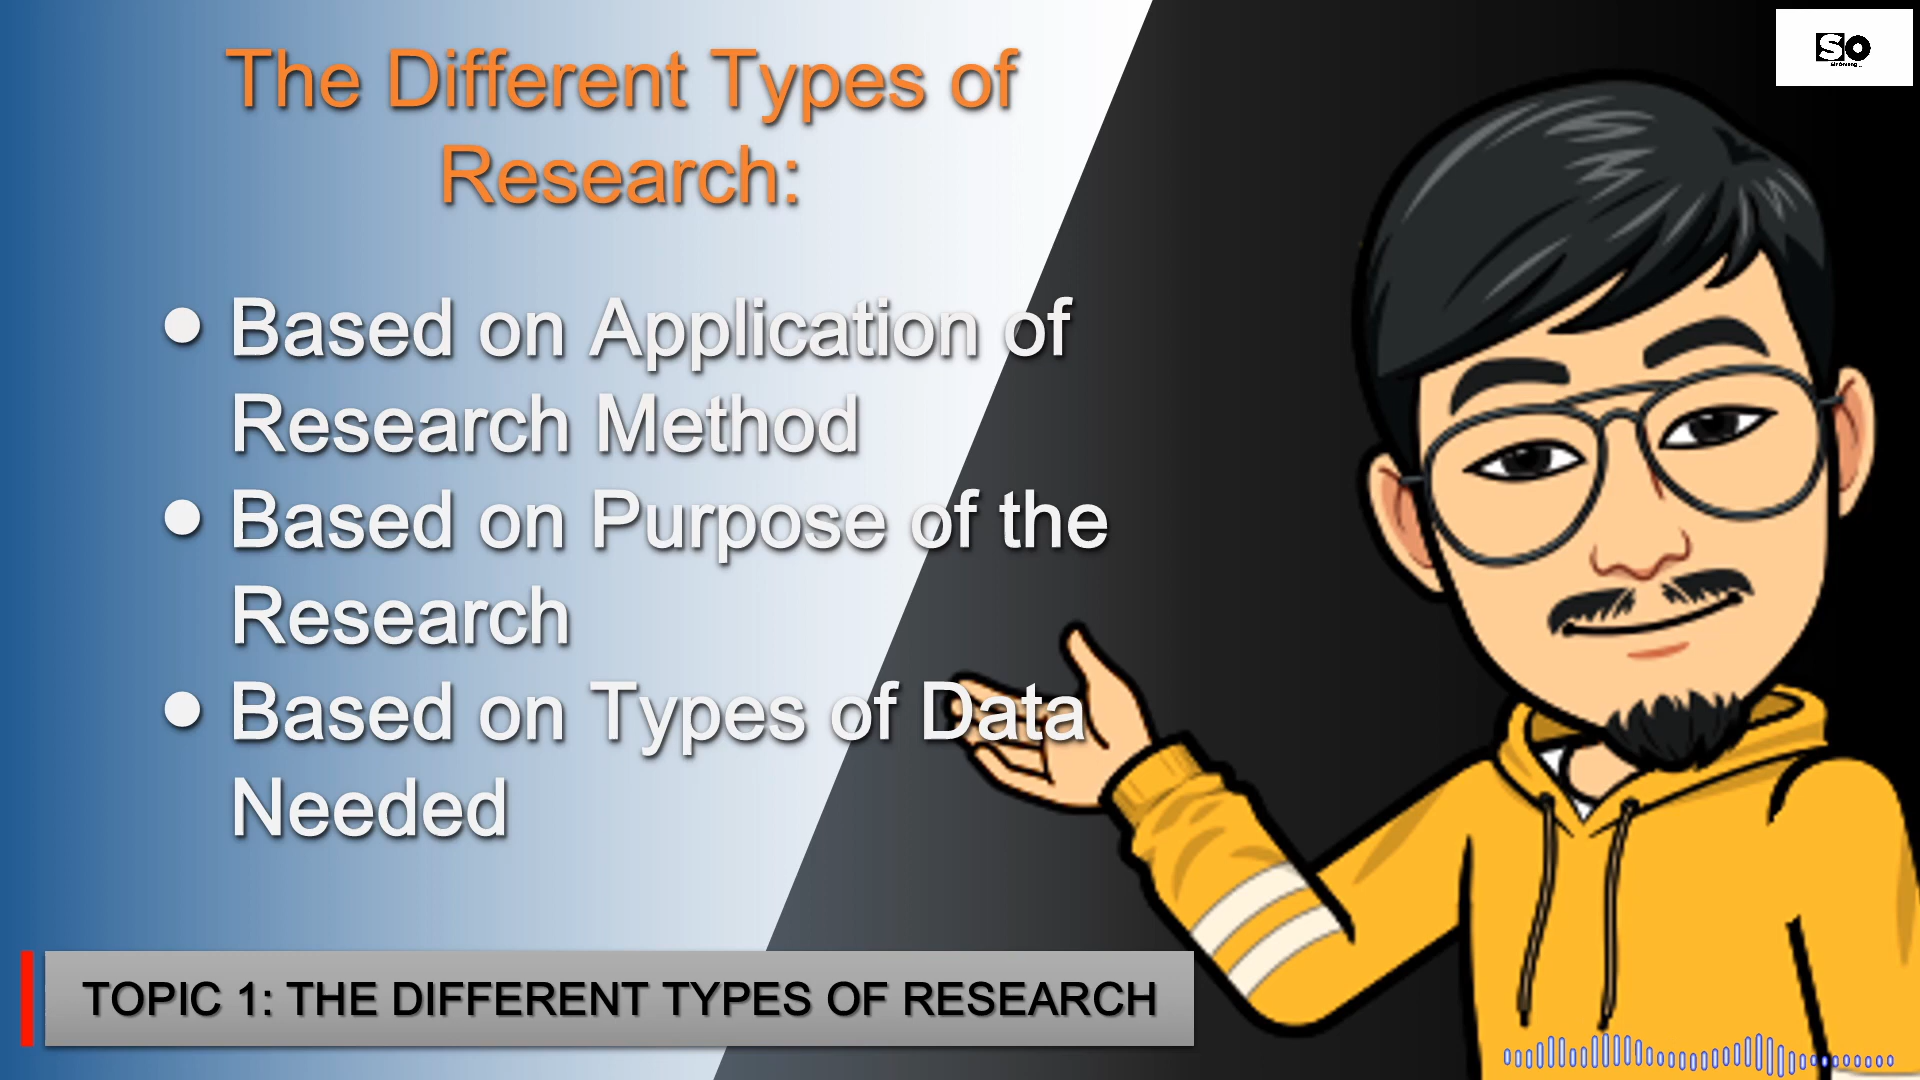 SO
The Different Types of
Research:
● Based on Application of
Research Method
● Based on Purpose of the
Research
● Based on Types of Data
Needed
TOPIC 1: THE DIFFERENT TYPES OF RESEARCH